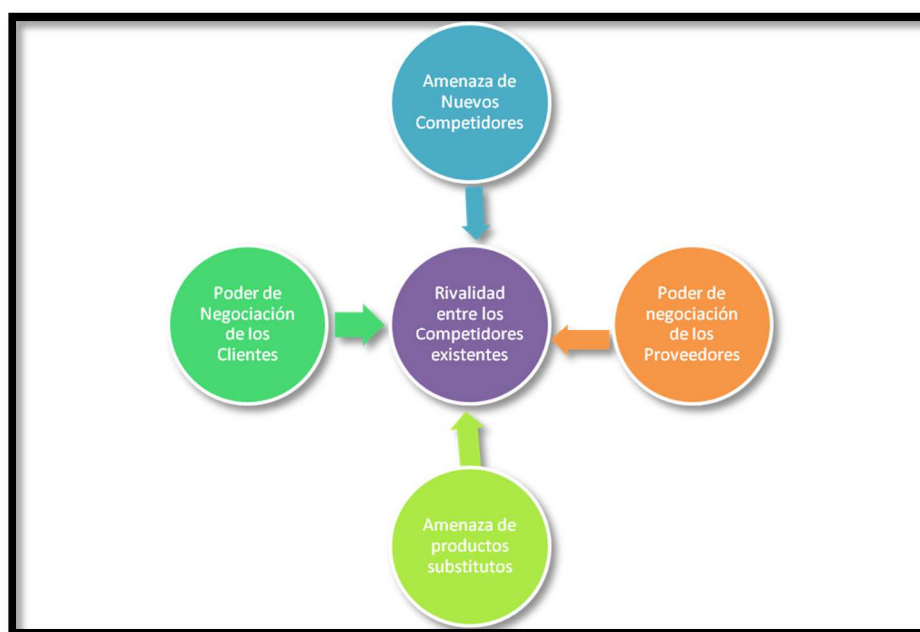 Amenaza de
Nuevos
Competidores
Poder de
Negociación
de los
Clientes
Rivalidad
entre los
Competidores
existentes
Poder de
negociación
de los
Proveedores
Amenaza de
productos
substitutos